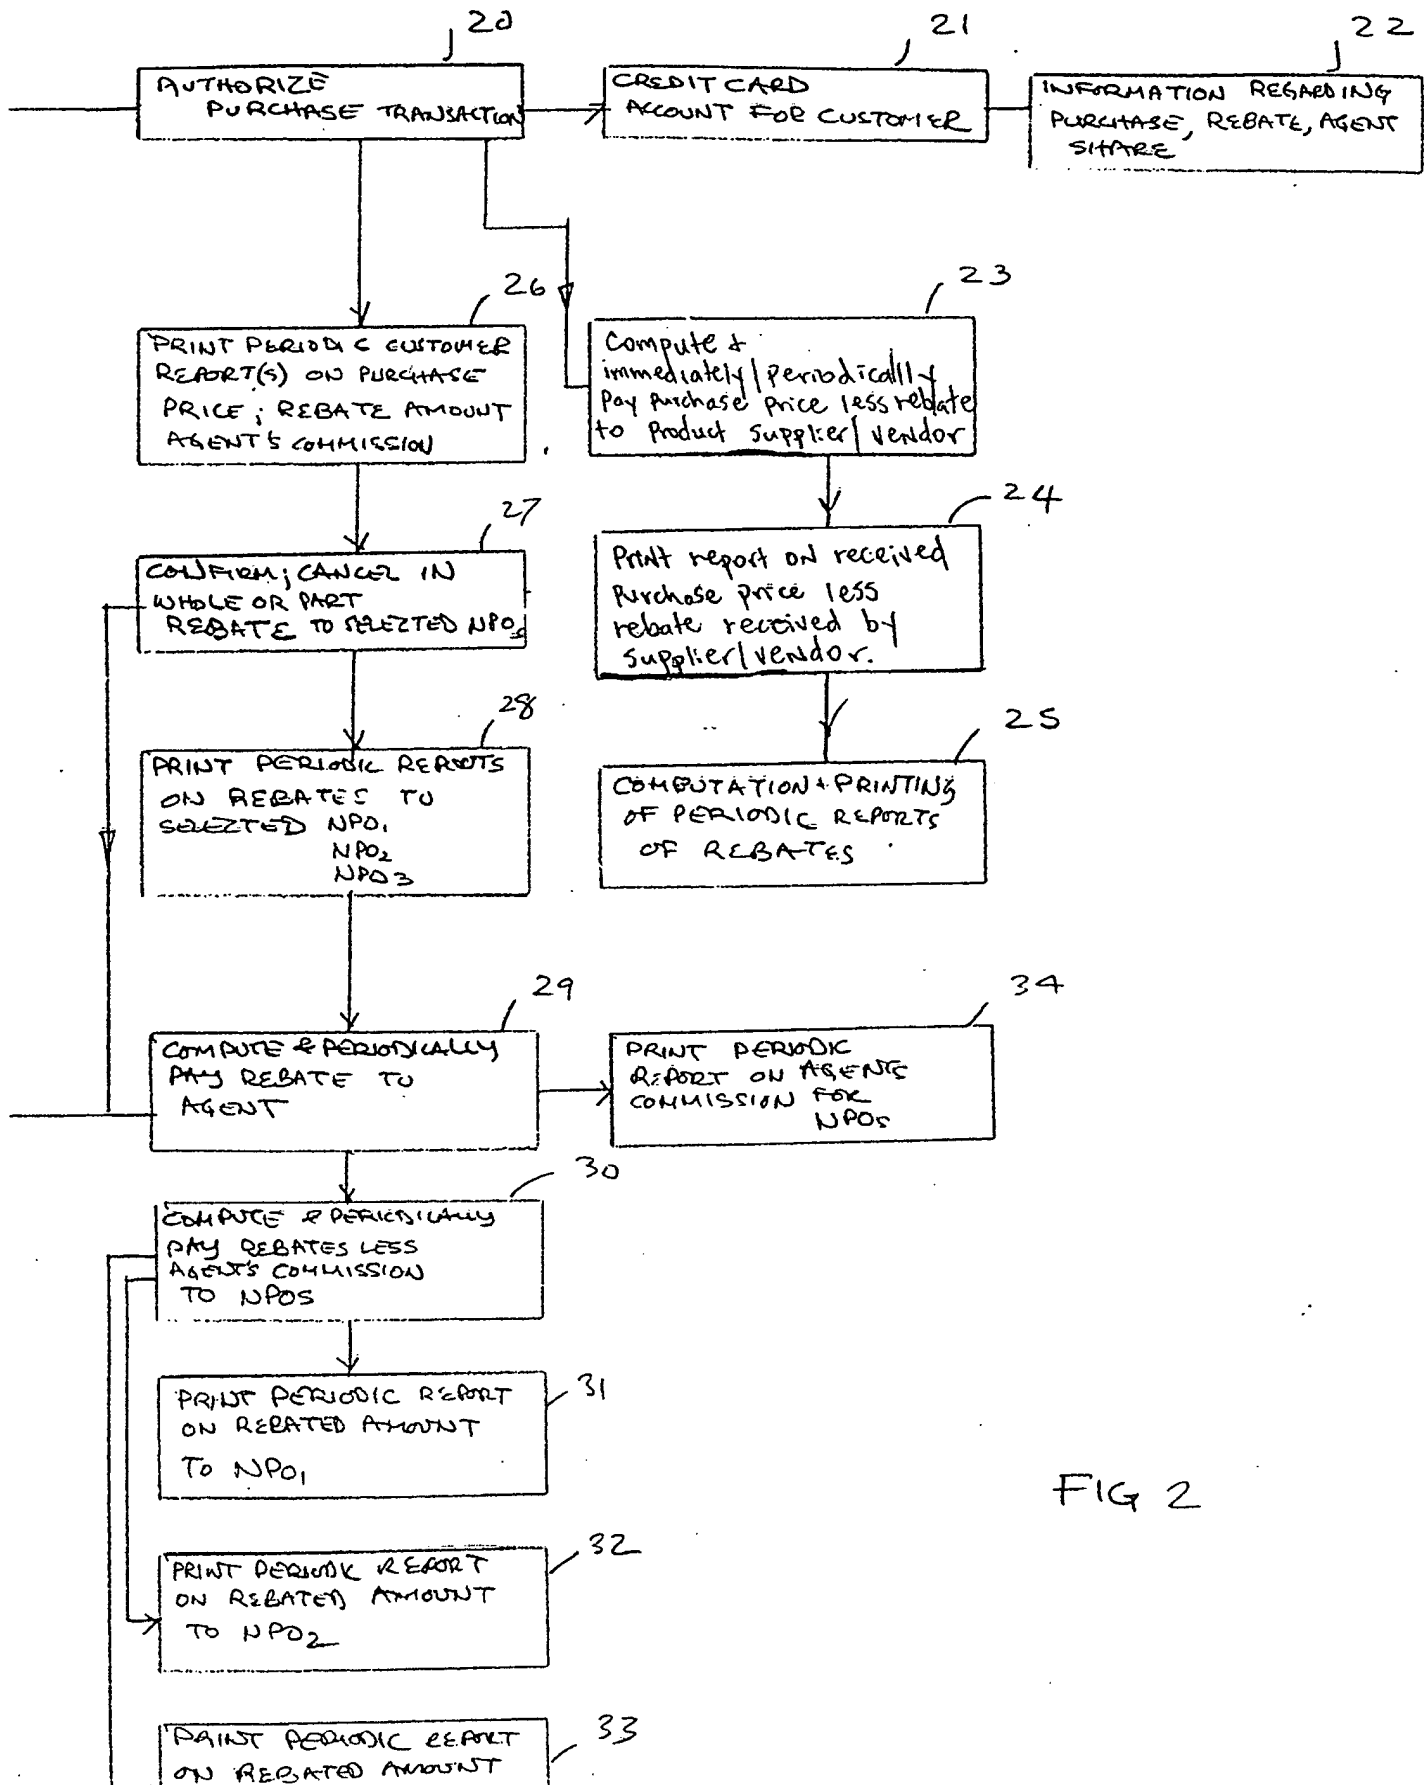 20
AUTHORIZE
PURCHASE TRANSACTION
21
CREDIT CARD
ACCOUNT FOR CUSTOMER
22
INFORMATION REGARDING
PURCHASE, REBATE, AGENT
SHARE
26
PRINT PERIODIC CUSTOMER
REPORT(S) ON PURCHASE
PRICE; REBATE AMOUNT
AGENT'S COMMISSION
23
Compute &
immediately/periodically
Pay purchase price less rebate
to Product supplier/vendor
27
CONFIRM; CANCEL IN
WHOLE OR PART
REBATE TO SELECTED NPOs
24
Print report on received
purchase price less
rebate received by
supplier/vendor.
28
PRINT PERIODIC REPORTS
ON REBATES TO
SELECTED NPO1
NPO2
NPO3
25
COMPUTATION & PRINTING
OF PERIODIC REPORTS
OF REBATES
29
COMPUTE & PERIODICALLY
PAY REBATE TO
AGENT
34
PRINT PERIODIC
REPORT ON AGENTS
COMMISSION FOR
NPOs
30
COMPUTE & PERIODICALLY
PAY REBATES LESS
AGENT'S COMMISSION
TO NPOS
31
PRINT PERIODIC REPORT
ON REBATED AMOUNT
TO NPO1
FIG 2
32
PRINT PERIODIC REPORT
ON REBATED AMOUNT
TO NPO2
33
PRINT PERIODIC REPORT
ON REBATED AMOUNT